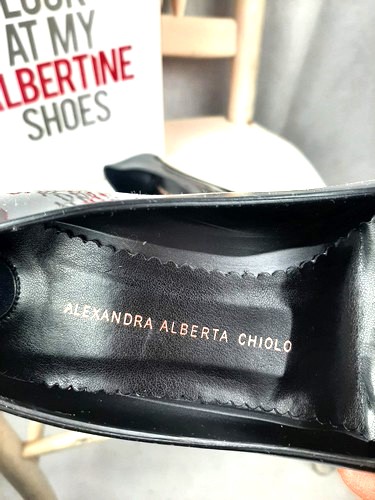 LOOK
AT MY
ALBERTINE
SHOES
ALEXANDRA ALBERTA CHIOLO